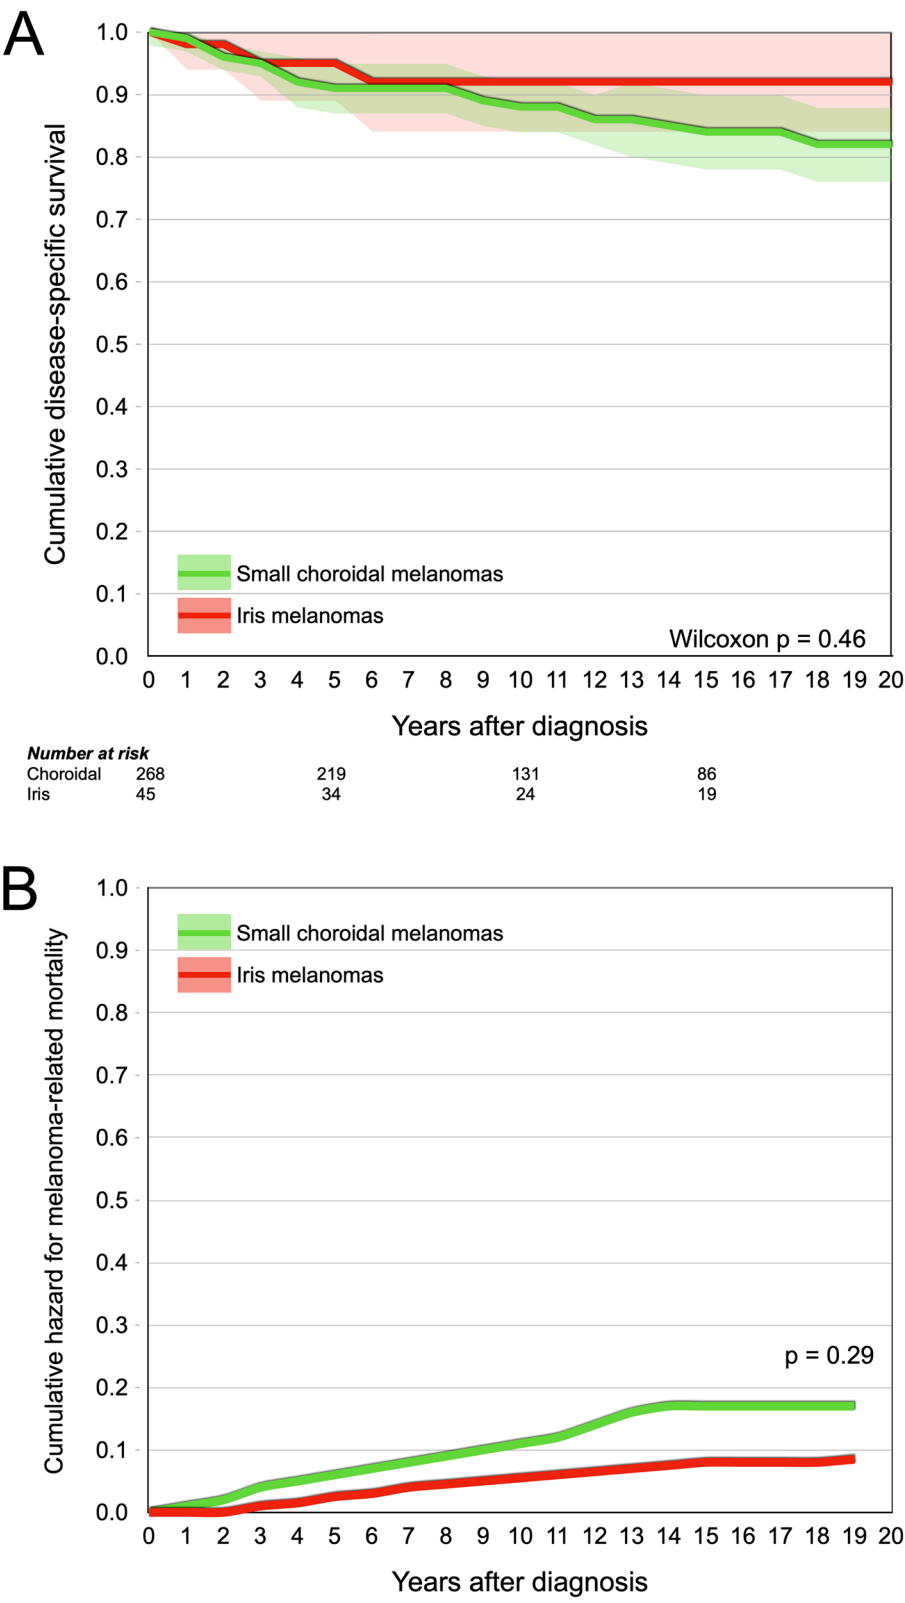 A
Cumulative disease-specific survival
1.0
0.9
0.8
0.7
0.6
0.5
0.4
0.3
0.2
0.1
0.0
Small choroidal melanomas
Iris melanomas
Wilcoxon p = 0.46
0 1 2 3 4 5 6 7 8 9 10 11 12 13 14 15 16 17 18 19 20
Years after diagnosis
Number at risk
Choroidal 268 219 131 86
Iris 45 34 24 19
B
Cumulative hazard for melanoma-related mortality
1.0
0.9
0.8
0.7
0.6
0.5
0.4
0.3
0.2
0.1
0.0
Small choroidal melanomas
Iris melanomas
p = 0.29
0 1 2 3 4 5 6 7 8 9 10 11 12 13 14 15 16 17 18 19 20
Years after diagnosis